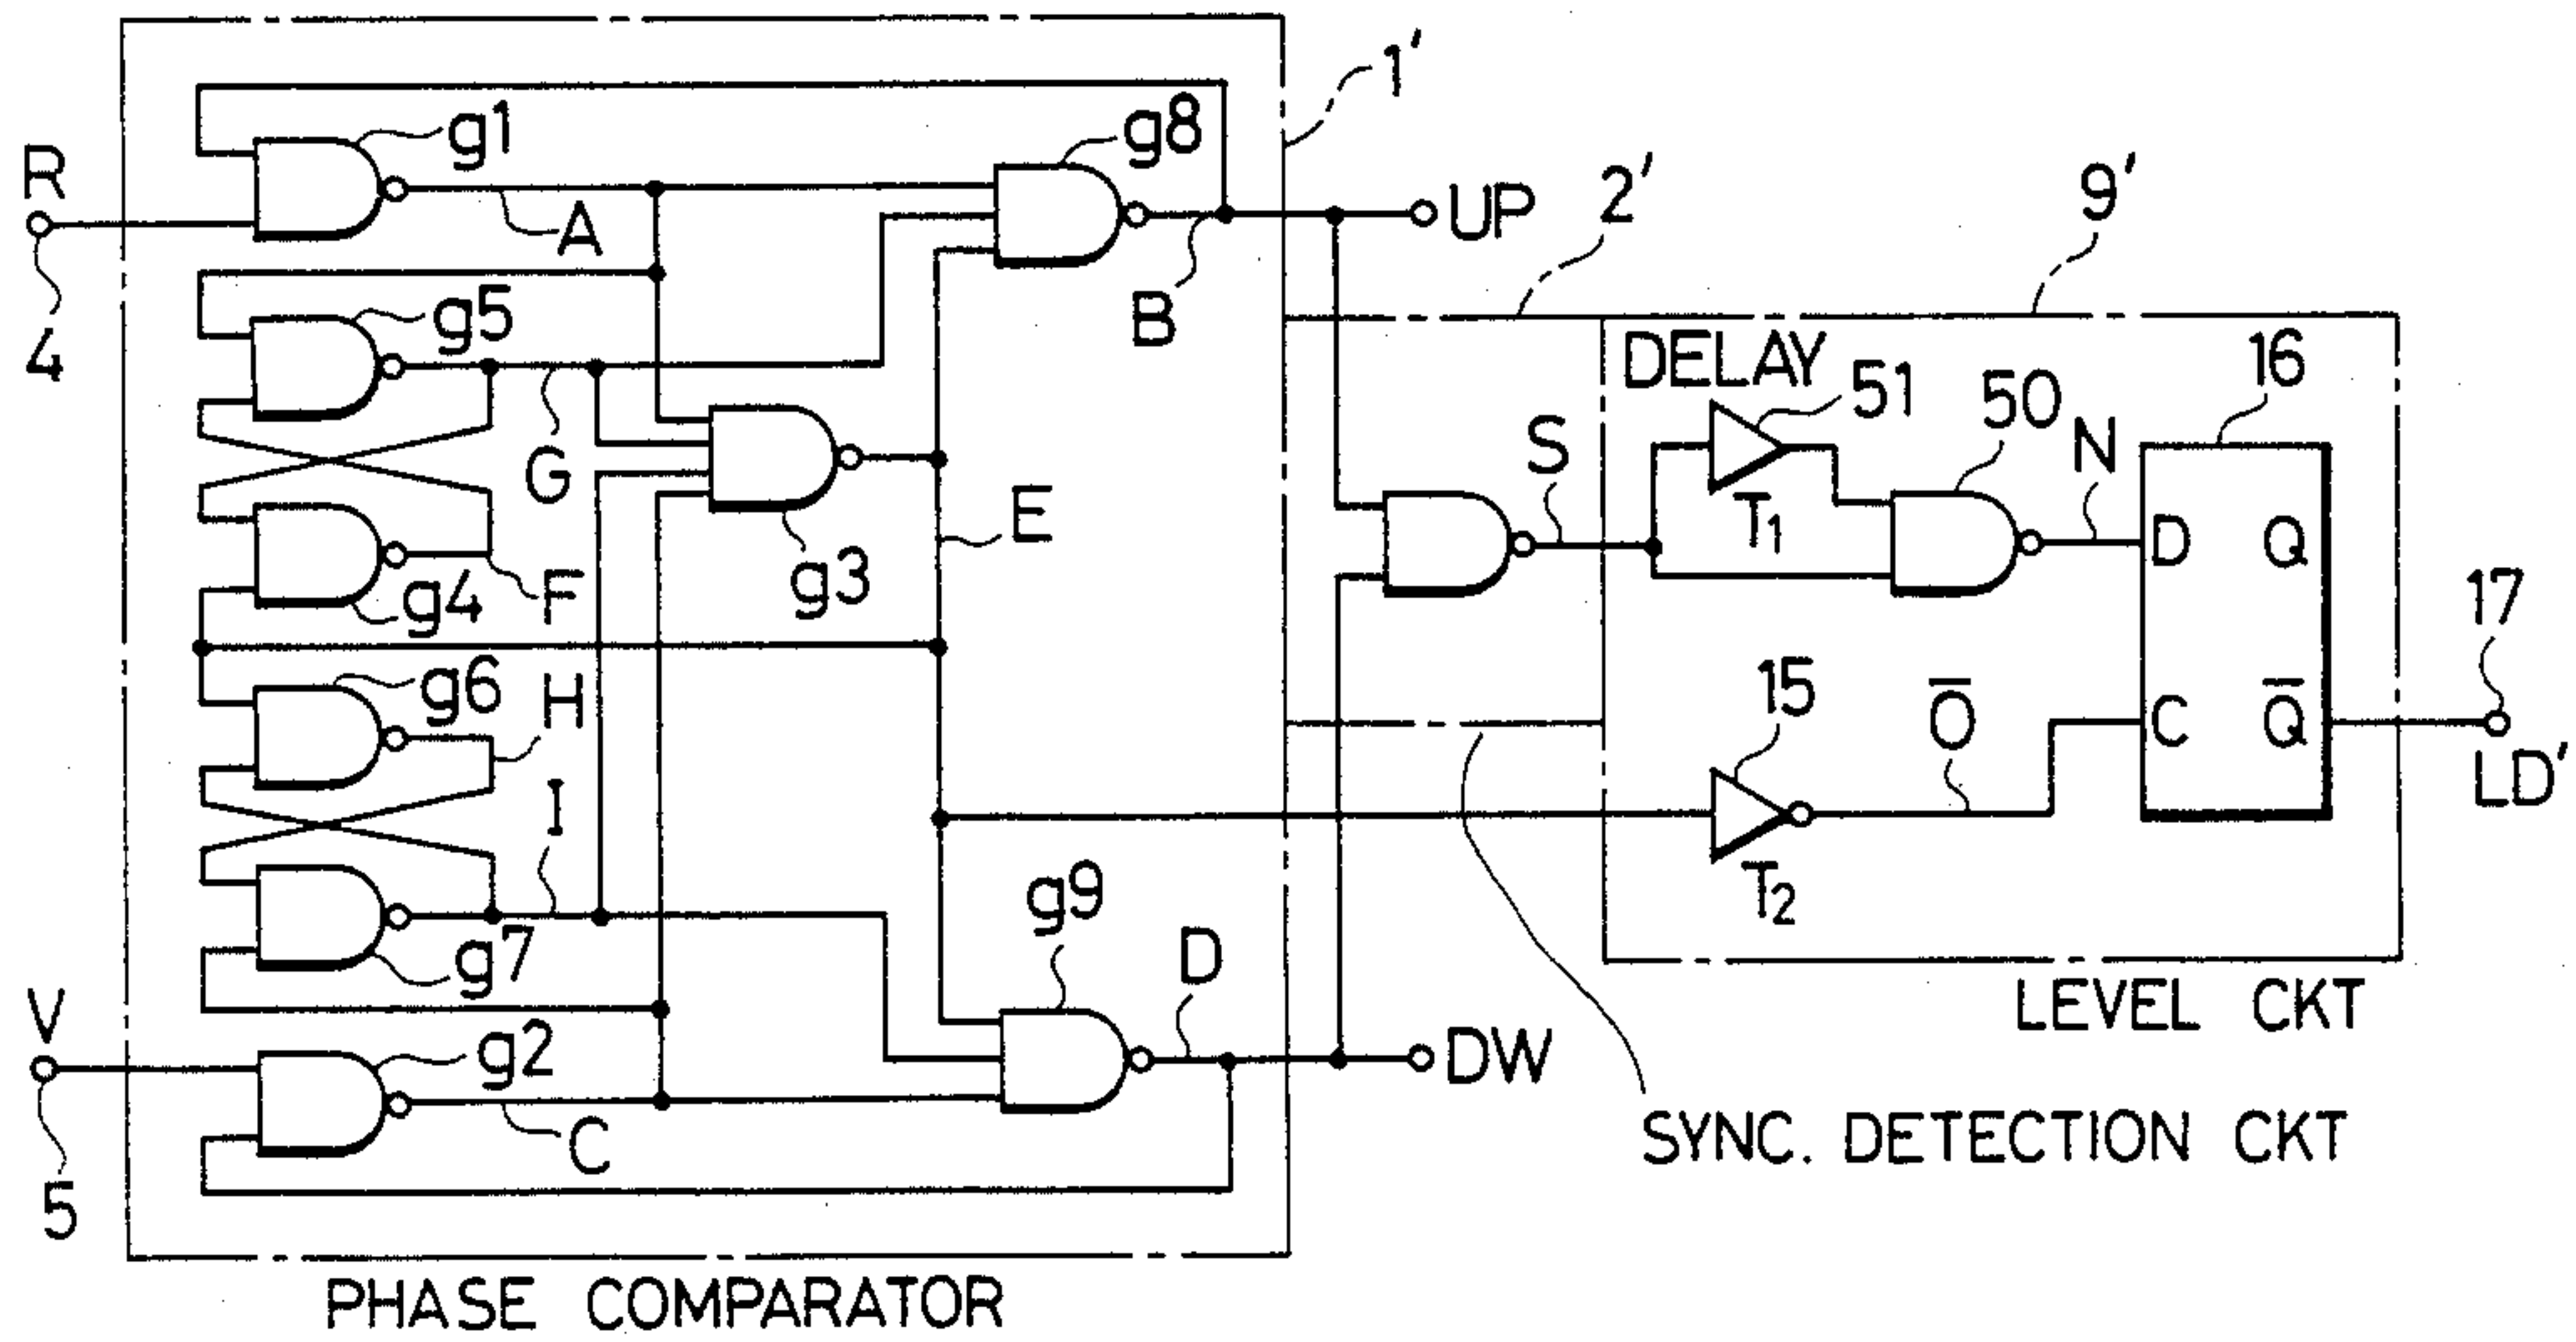 1'
g1
g8
R
A
UP
2'
9'
4
g5
B
DELAY
51
50
16
G
S
N
T1
E
D
Q
g3
F
g4
17
g6
H
15
O̅
C
Q̅
I
LD'
T2
g9
g7
D
V
LEVEL CKT
g2
DW
C
SYNC. DETECTION CKT
5
PHASE COMPARATOR